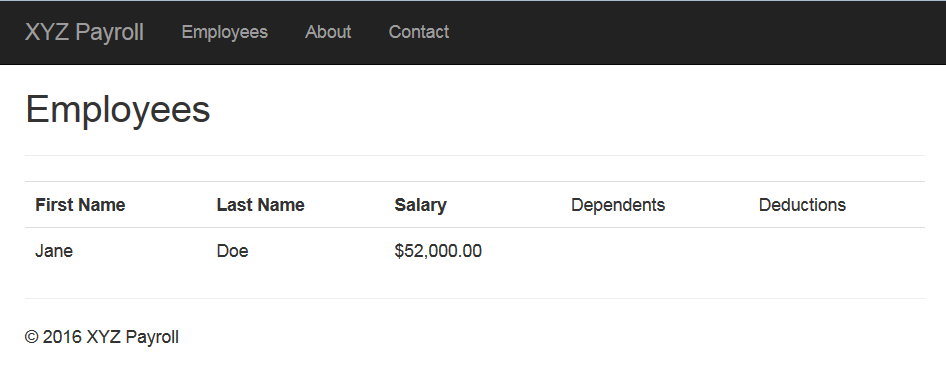 XYZ Payroll Employees About Contact
Employees
First Name Last Name Salary Dependents Deductions
Jane Doe $52,000.00
© 2016 XYZ Payroll